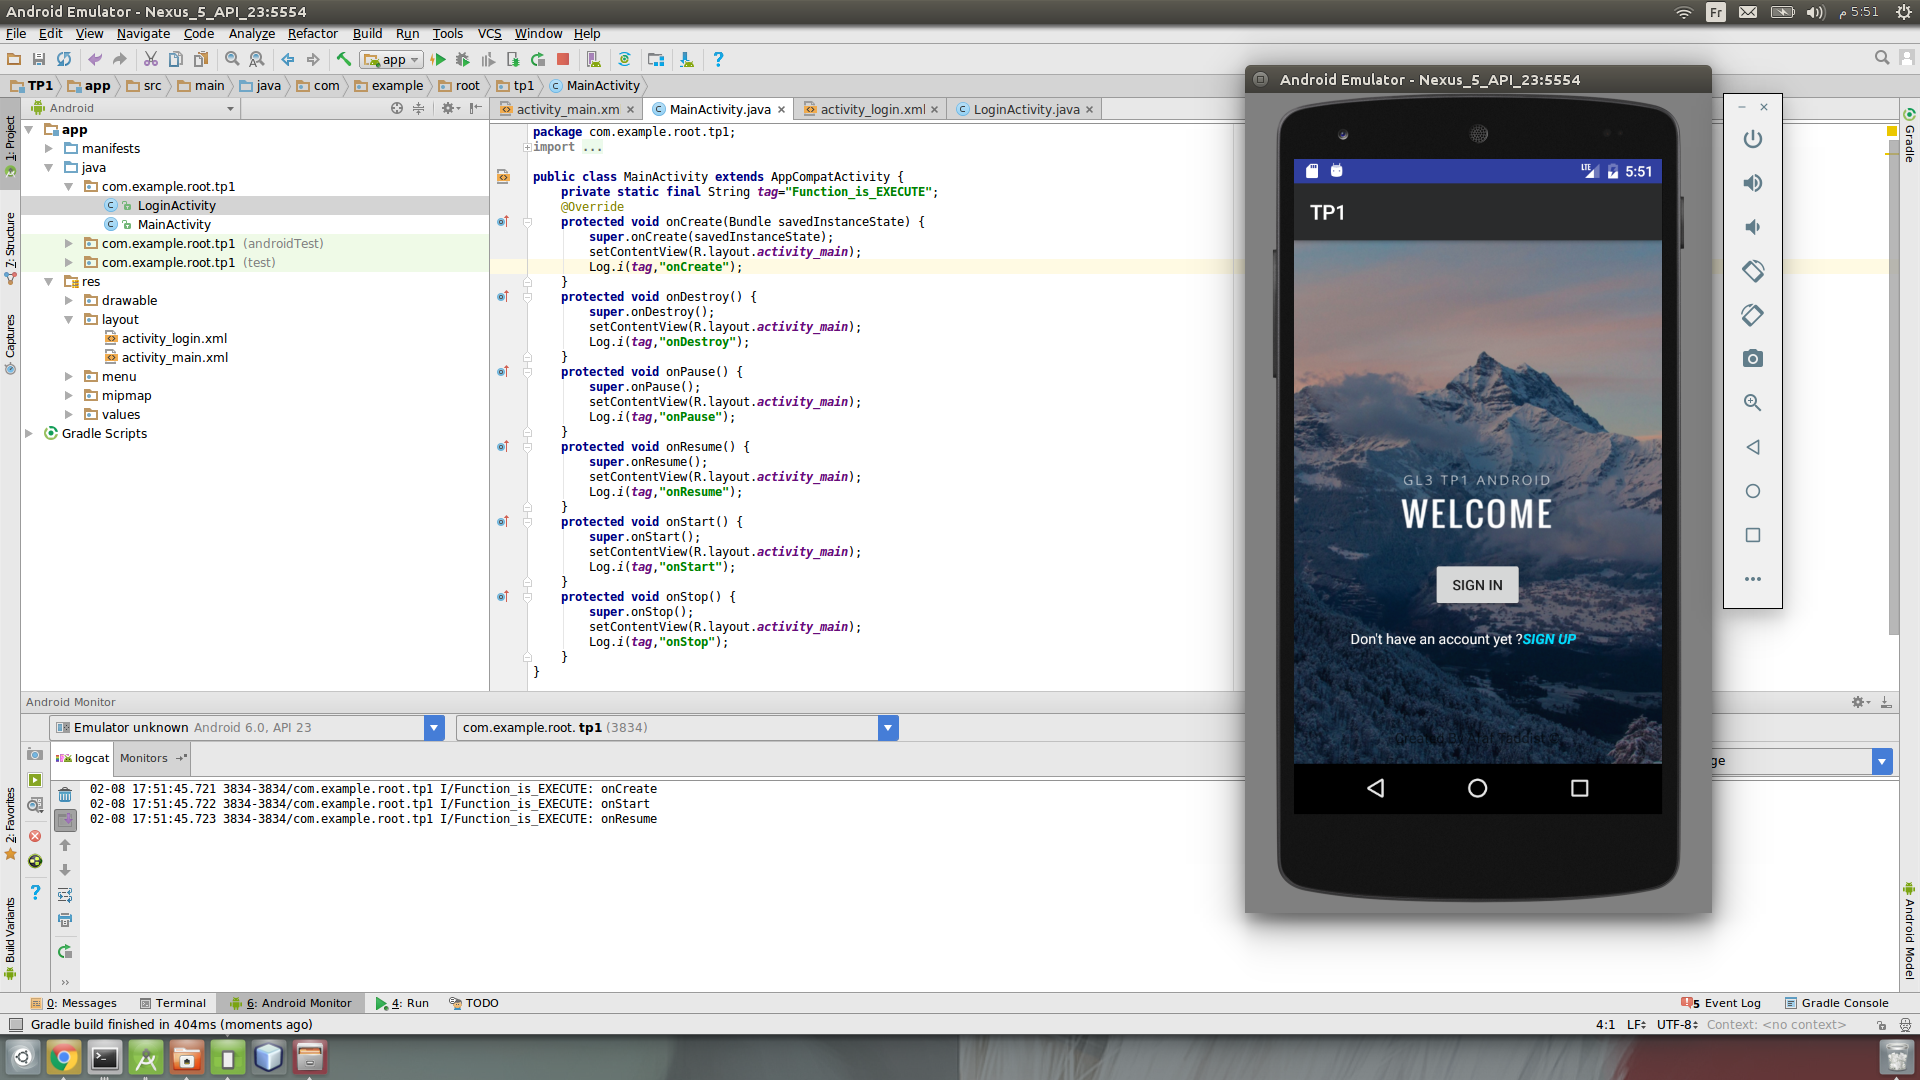 Android Emulator - Nexus_5_API_23:5554
Fr
م 5:51
File Edit View Navigate Code Analyze Refactor Build Run Tools VCS Window Help
app
TP1 app src main java com example root tp1 MainActivity
Android
activity_main.xm MainActivity.java activity_login.xml LoginActivity.java
1: Project
7: Structure
Captures
2: Favorites
Build Variants
app
manifests
java
com.example.root.tp1
LoginActivity
MainActivity
com.example.root.tp1 (androidTest)
com.example.root.tp1 (test)
res
drawable
layout
activity_login.xml
activity_main.xml
menu
mipmap
values
Gradle Scripts
package com.example.root.tp1;
import ...
public class MainActivity extends AppCompatActivity {
private static final String tag="Function_is_EXECUTE";
@Override
protected void onCreate(Bundle savedInstanceState) {
super.onCreate(savedInstanceState);
setContentView(R.layout.activity_main);
Log.i(tag,"onCreate");
}
protected void onDestroy() {
super.onDestroy();
setContentView(R.layout.activity_main);
Log.i(tag,"onDestroy");
}
protected void onPause() {
super.onPause();
setContentView(R.layout.activity_main);
Log.i(tag,"onPause");
}
protected void onResume() {
super.onResume();
setContentView(R.layout.activity_main);
Log.i(tag,"onResume");
}
protected void onStart() {
super.onStart();
setContentView(R.layout.activity_main);
Log.i(tag,"onStart");
}
protected void onStop() {
super.onStop();
setContentView(R.layout.activity_main);
Log.i(tag,"onStop");
}
}
Android Emulator - Nexus_5_API_23:5554
LTE 5:51
TP1
GL3 TP1 ANDROID
WELCOME
SIGN IN
Don't have an account yet ?SIGN UP
Gradle
Android Model
Android Monitor
Emulator unknown Android 6.0, API 23
com.example.root. tp1 (3834)
logcat Monitors
ge
02-08 17:51:45.721 3834-3834/com.example.root.tp1 I/Function_is_EXECUTE: onCreate
02-08 17:51:45.722 3834-3834/com.example.root.tp1 I/Function_is_EXECUTE: onStart
02-08 17:51:45.723 3834-3834/com.example.root.tp1 I/Function_is_EXECUTE: onResume
0: Messages Terminal 6: Android Monitor 4: Run TODO
5 Event Log Gradle Console
Gradle build finished in 404ms (moments ago)
4:1 LF UTF-8 Context: <no context>